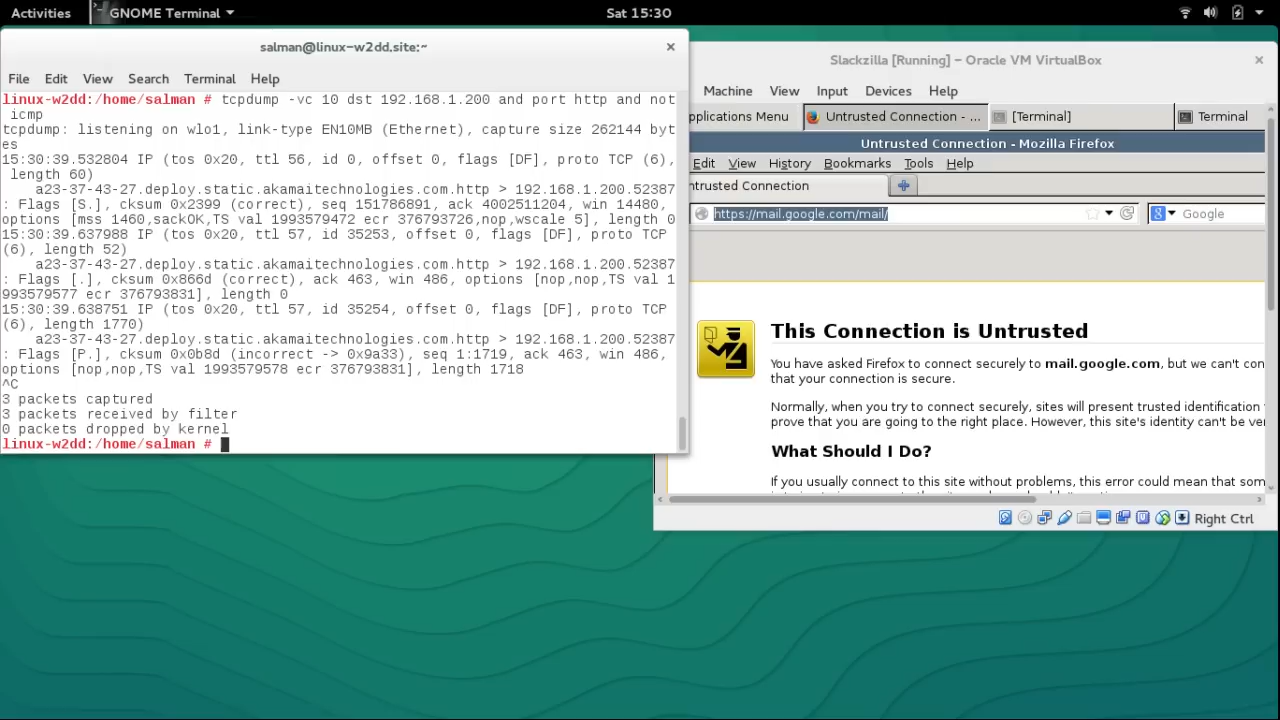 Activities
GNOME Terminal
Sat 15:30
salman@linux-w2dd.site:~
×
File Edit View Search Terminal Help
linux-w2dd:/home/salman # tcpdump -vc 10 dst 192.168.1.200 and port http and not
icmp
tcpdump: listening on wlo1, link-type EN10MB (Ethernet), capture size 262144 byt
es
15:30:39.532804 IP (tos 0x20, ttl 56, id 0, offset 0, flags [DF], proto TCP (6),
length 60)
a23-37-43-27.deploy.static.akamaitechnologies.com.http > 192.168.1.200.52387
: Flags [S.], cksum 0x2399 (correct), seq 151786891, ack 4002511204, win 14480,
options [mss 1460,sackOK,TS val 1993579472 ecr 376793726,nop,wscale 5], length 0
15:30:39.637988 IP (tos 0x20, ttl 57, id 35253, offset 0, flags [DF], proto TCP
(6), length 52)
a23-37-43-27.deploy.static.akamaitechnologies.com.http > 192.168.1.200.52387
: Flags [.], cksum 0x866d (correct), ack 463, win 486, options [nop,nop,TS val 1
993579577 ecr 376793831], length 0
15:30:39.638751 IP (tos 0x20, ttl 57, id 35254, offset 0, flags [DF], proto TCP
(6), length 1770)
a23-37-43-27.deploy.static.akamaitechnologies.com.http > 192.168.1.200.52387
: Flags [P.], cksum 0x0b8d (incorrect -> 0x9a33), seq 1:1719, ack 463, win 486,
options [nop,nop,TS val 1993579578 ecr 376793831], length 1718
^C
3 packets captured
3 packets received by filter
0 packets dropped by kernel
linux-w2dd:/home/salman #
Slackzilla [Running] – Oracle VM VirtualBox
×
Machine View Input Devices Help
pplications Menu
Untrusted Connection - ...
[Terminal]
Terminal
Untrusted Connection - Mozilla Firefox
Edit View History Bookmarks Tools Help
ntrusted Connection
https://mail.google.com/mail/
Google
This Connection is Untrusted
You have asked Firefox to connect securely to mail.google.com, but we can't con
that your connection is secure.
Normally, when you try to connect securely, sites will present trusted identification
prove that you are going to the right place. However, this site's identity can't be ve
What Should I Do?
If you usually connect to this site without problems, this error could mean that som
Right Ctrl